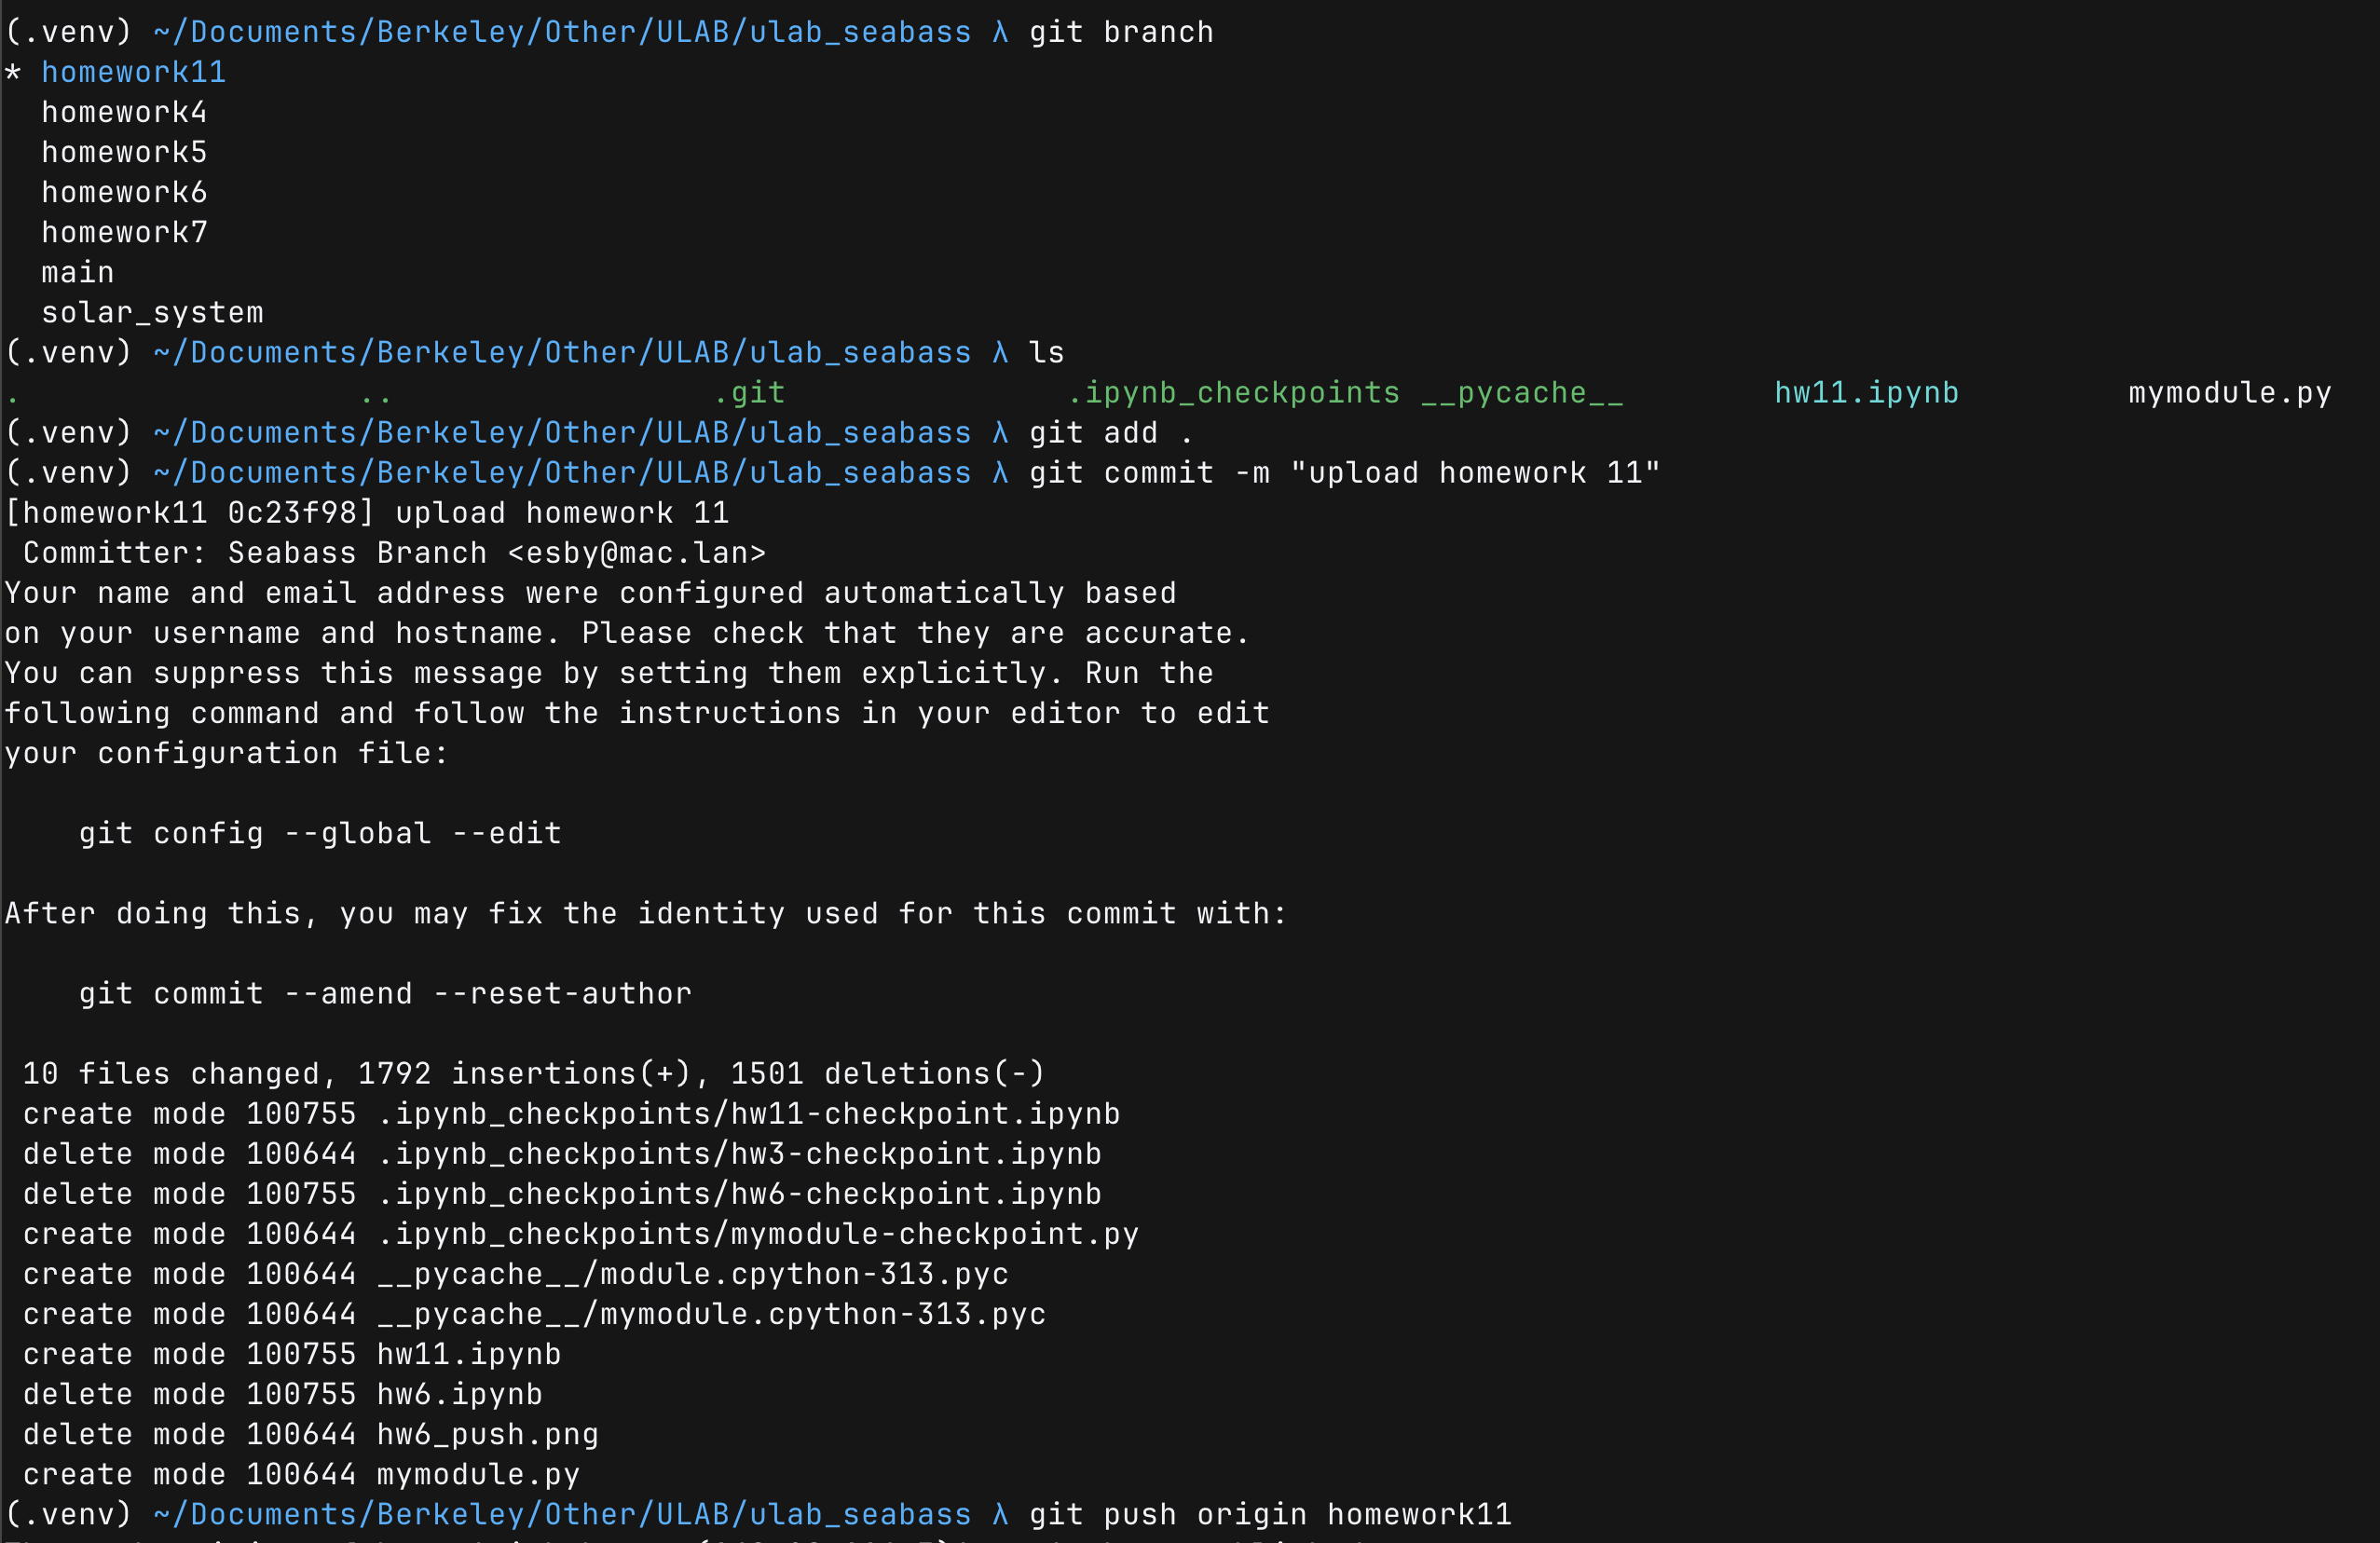 (.venv) ~/Documents/Berkeley/Other/ULAB/ulab_seabass λ git branch
* homework11
  homework4
  homework5
  homework6
  homework7
  main
  solar_system
(.venv) ~/Documents/Berkeley/Other/ULAB/ulab_seabass λ ls
.                  ..                 .git               .ipynb_checkpoints __pycache__        hw11.ipynb         mymodule.py
(.venv) ~/Documents/Berkeley/Other/ULAB/ulab_seabass λ git add .
(.venv) ~/Documents/Berkeley/Other/ULAB/ulab_seabass λ git commit -m "upload homework 11"
[homework11 0c23f98] upload homework 11
 Committer: Seabass Branch <esby@mac.lan>
Your name and email address were configured automatically based
on your username and hostname. Please check that they are accurate.
You can suppress this message by setting them explicitly. Run the
following command and follow the instructions in your editor to edit
your configuration file:

    git config --global --edit

After doing this, you may fix the identity used for this commit with:

    git commit --amend --reset-author

 10 files changed, 1792 insertions(+), 1501 deletions(-)
 create mode 100755 .ipynb_checkpoints/hw11-checkpoint.ipynb
 delete mode 100644 .ipynb_checkpoints/hw3-checkpoint.ipynb
 delete mode 100755 .ipynb_checkpoints/hw6-checkpoint.ipynb
 create mode 100644 .ipynb_checkpoints/mymodule-checkpoint.py
 create mode 100644 __pycache__/module.cpython-313.pyc
 create mode 100644 __pycache__/mymodule.cpython-313.pyc
 create mode 100755 hw11.ipynb
 delete mode 100755 hw6.ipynb
 delete mode 100644 hw6_push.png
 create mode 100644 mymodule.py
(.venv) ~/Documents/Berkeley/Other/ULAB/ulab_seabass λ git push origin homework11